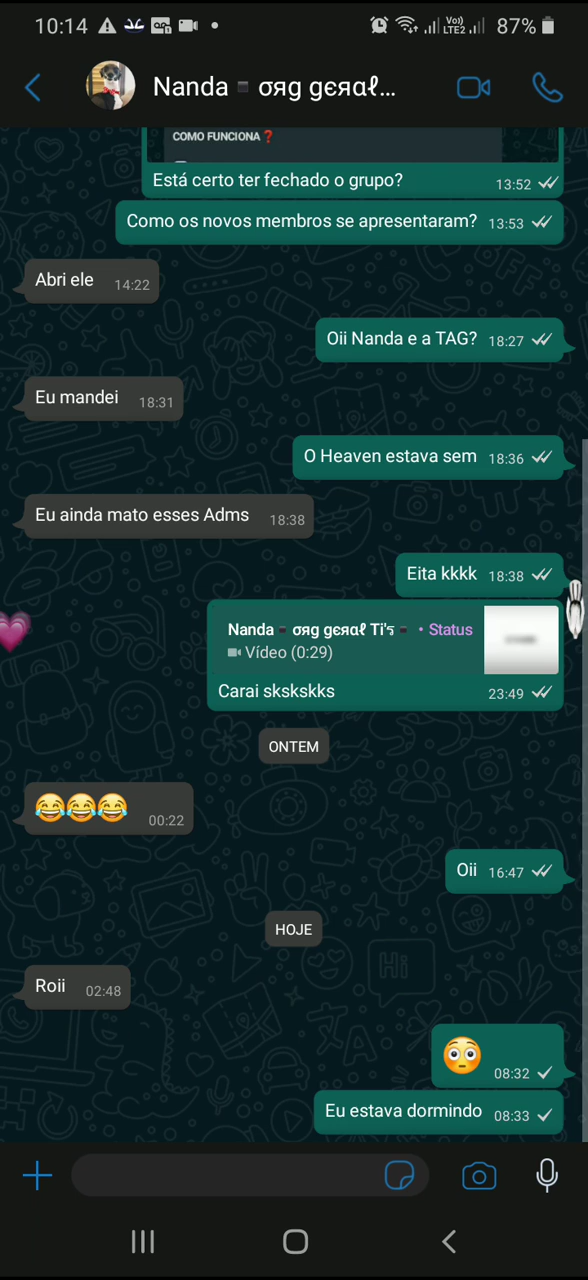 10:14
Vo)) LTE2 87%
Nanda▪️σяg gєяαℓ...
COMO FUNCIONA❓
Está certo ter fechado o grupo? 13:52
Como os novos membros se apresentaram? 13:53
Abri ele 14:22
Oii Nanda e a TAG? 18:27
Eu mandei 18:31
O Heaven estava sem 18:36
Eu ainda mato esses Adms 18:38
Eita kkkk 18:38
Nanda▪️σяg gєяαℓ Ti'ร▪️ • Status
Vídeo (0:29)
Carai sksksksks 23:49
ONTEM
😂😂😂 00:22
Oii 16:47
HOJE
Roii 02:48
😳 08:32
Eu estava dormindo 08:33